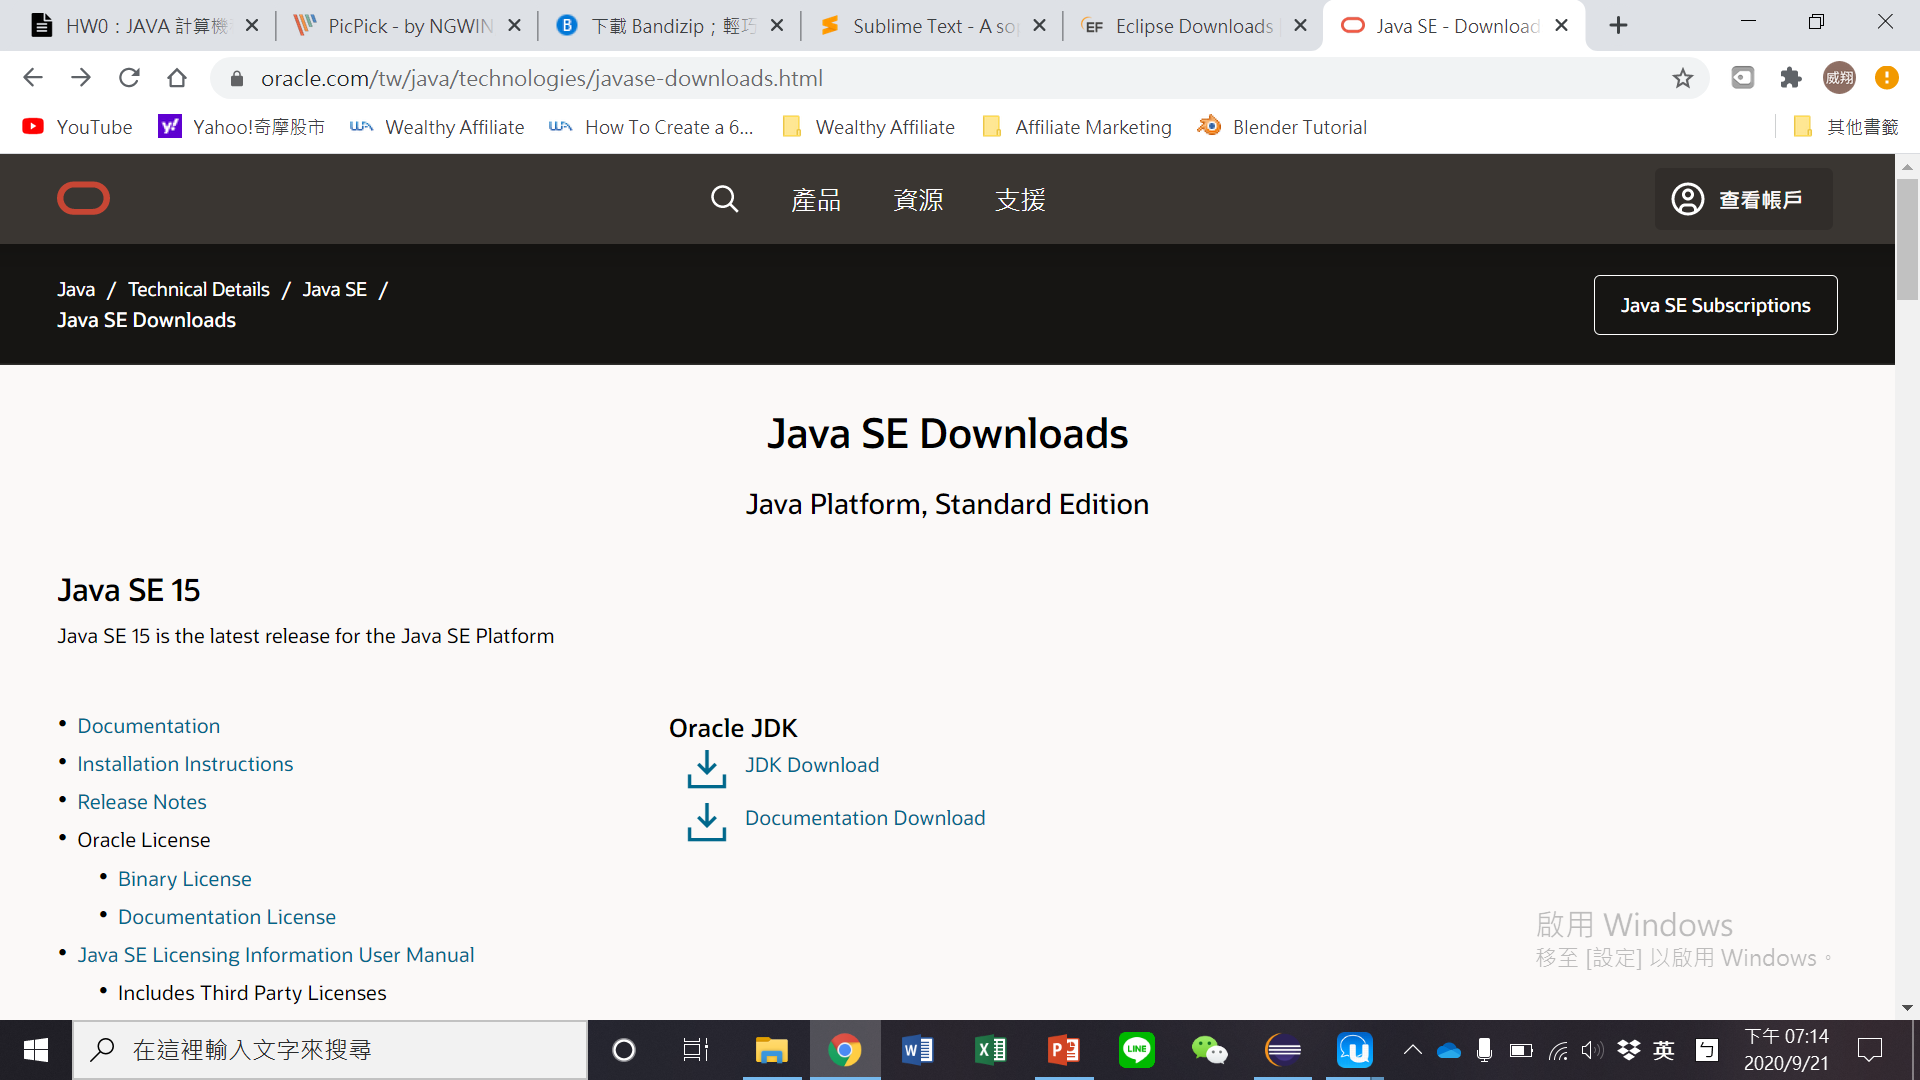 HW0：JAVA 計算機
PicPick - by NGWIN
下載 Bandizip；輕巧
Sublime Text - A so
Eclipse Downloads
Java SE - Download
oracle.com/tw/java/technologies/javase-downloads.html
威翔
YouTube
Yahoo!奇摩股市
Wealthy Affiliate
How To Create a 6...
Wealthy Affiliate
Affiliate Marketing
Blender Tutorial
其他書籤
產品
資源
支援
查看帳戶
Java / Technical Details / Java SE /
Java SE Downloads
Java SE Subscriptions
Java SE Downloads
Java Platform, Standard Edition
Java SE 15
Java SE 15 is the latest release for the Java SE Platform
• Documentation
• Installation Instructions
• Release Notes
• Oracle License
• Binary License
• Documentation License
• Java SE Licensing Information User Manual
• Includes Third Party Licenses
Oracle JDK
JDK Download
Documentation Download
啟用 Windows
移至 [設定] 以啟用 Windows。
在這裡輸入文字來搜尋
LINE
英
下午 07:14
2020/9/21